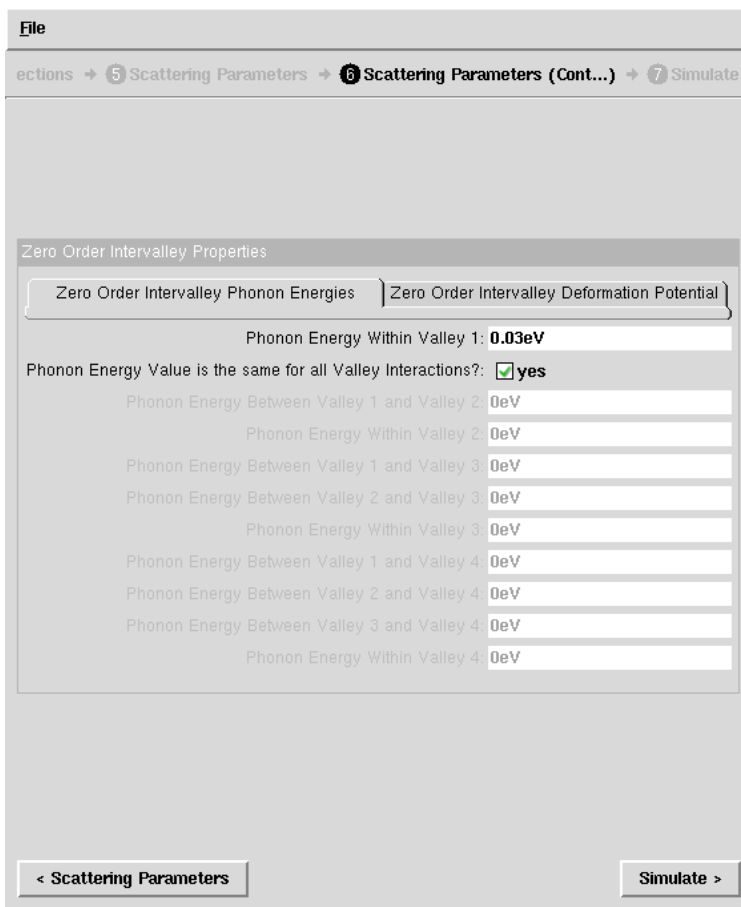 File
ections → 5 Scattering Parameters → 6 Scattering Parameters (Cont...) → 7 Simulate
Zero Order Intervalley Properties
Zero Order Intervalley Phonon Energies Zero Order Intervalley Deformation Potential
Phonon Energy Within Valley 1: 0.03eV
Phonon Energy Value is the same for all Valley Interactions?: yes
Phonon Energy Between Valley 1 and Valley 2: 0eV
Phonon Energy Within Valley 2: 0eV
Phonon Energy Between Valley 1 and Valley 3: 0eV
Phonon Energy Between Valley 2 and Valley 3: 0eV
Phonon Energy Within Valley 3: 0eV
Phonon Energy Between Valley 1 and Valley 4: 0eV
Phonon Energy Between Valley 2 and Valley 4: 0eV
Phonon Energy Between Valley 3 and Valley 4: 0eV
Phonon Energy Within Valley 4: 0eV
< Scattering Parameters Simulate >